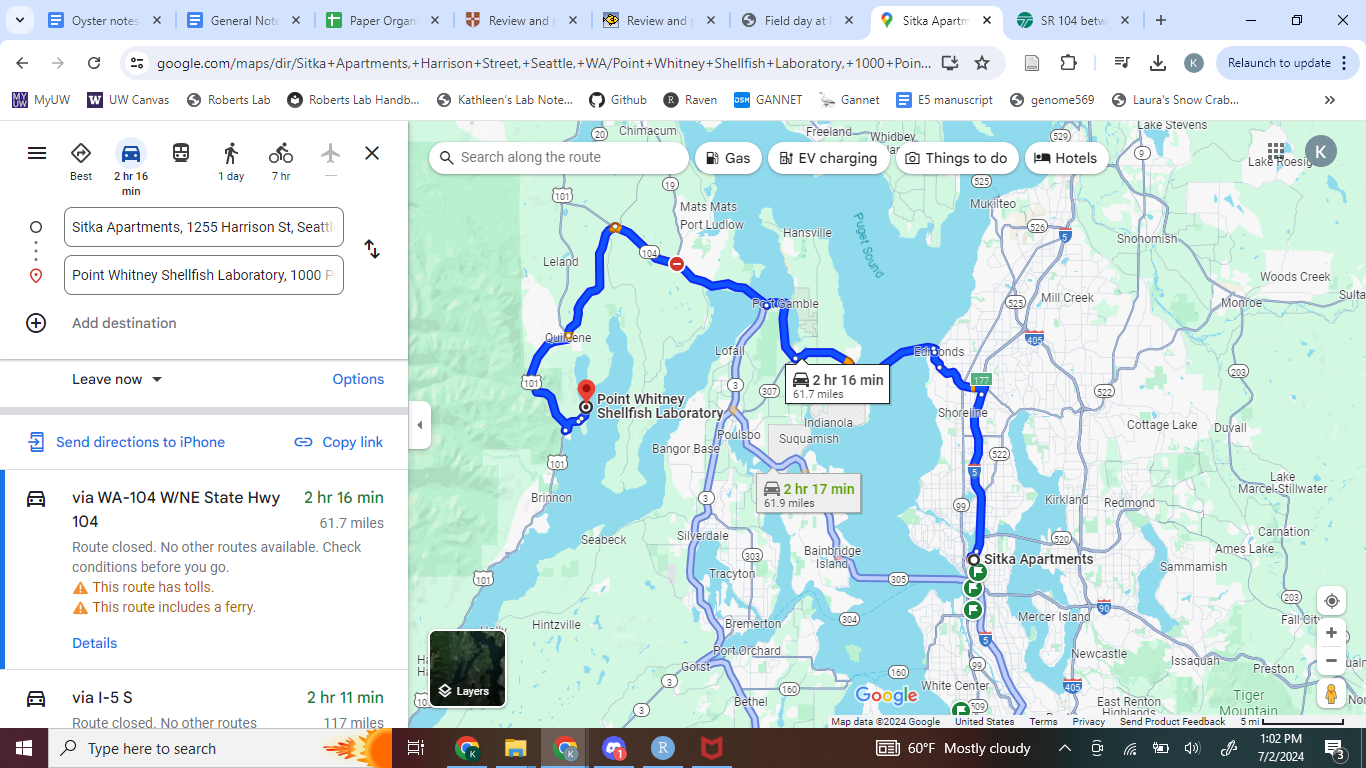 Oyster notes
General Note
Paper Organ
Review and p
Review and p
Field day at
Sitka Apartm
SR 104 betw
google.com/maps/dir/Sitka+Apartments,+Harrison+Street,+Seattle,+WA/Point+Whitney+Shellfish+Laboratory,+1000+Poin...
K
Relaunch to update
MyUW
UW Canvas
Roberts Lab
Roberts Lab Handb...
Kathleen's Lab Note...
Github
Raven
GANNET
Gannet
E5 manuscript
genome569
Laura's Snow Crab...
Best
2 hr 16 min
1 day
7 hr
—
Sitka Apartments, 1255 Harrison St, Seattl
Point Whitney Shellfish Laboratory, 1000 P
Add destination
Leave now
Options
Send directions to iPhone
Copy link
via WA-104 W/NE State Hwy 104
2 hr 16 min
61.7 miles
Route closed. No other routes available. Check
conditions before you go.
This route has tolls.
This route includes a ferry.
Details
via I-5 S
2 hr 11 min
Route closed. No other routes
117 miles
Search along the route
Gas
EV charging
Things to do
Hotels
K
20
Chimacum
Freeland
Whidbey
529
Lake Stevens
9
Lake Roesig
101
19
525
Mats Mats
Port Ludlow
Mukilteo
526
5
Hansville
Puget Sound
Snohomish
104
Leland
Woods Creek
525
Mill Creek
Monroe
Sulta
Port Gamble
Quilcene
405
Lofall
Edmonds
203
101
3
307
2 hr 16 min
61.7 miles
177
522
Point Whitney
Shellfish Laboratory
Shoreline
Indianola
Cottage Lake
Duvall
Poulsbo
Suquamish
Bangor Base
522
101
5
Lake
Marcel-Stillwater
2 hr 17 min
61.9 miles
Brinnon
3
99
Kirkland
Redmond
Carnation
Seabeck
Silverdale
520
Ames Lake
303
Bainbridge
Island
Sitka Apartments
Sammamish
Tracyton
101
305
203
90
Fall City
304
Mercer Island
Hintzville
Bremerton
5
Port Orchard
Newcastle
Gorst
99
Issaquah
Preston
160
3
White Center
405
160
Bethel
509
East Renton
Highlands
Tiger
Mountain
3
Layers
Google
Map data ©2024 Google
United States
Terms
Privacy
Send Product Feedback
5 mi
Type here to search
60°F Mostly cloudy
1:02 PM
7/2/2024
3